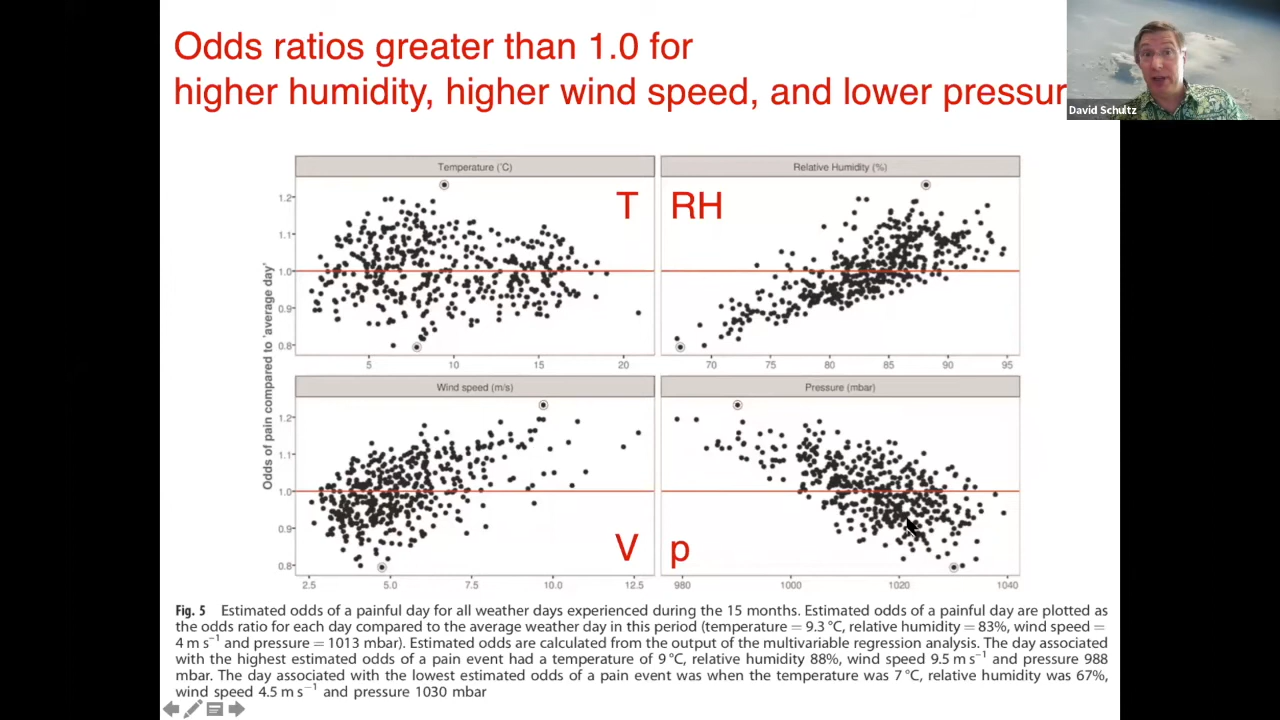 Odds ratios greater than 1.0 for
higher humidity, higher wind speed, and lower pressur
David Schultz
Temperature (°C)
Relative Humidity (%)
T
RH
1.2
1.1
1.0
0.9
0.8
5
10
15
20
70
75
80
85
90
95
Odds of pain compared to 'average day'
Wind speed (m/s)
Pressure (mbar)
1.2
1.1
1.0
0.9
0.8
V
p
2.5
5.0
7.5
10.0
12.5
980
1000
1020
1040
Fig. 5 Estimated odds of a painful day for all weather days experienced during the 15 months. Estimated odds of a painful day are plotted as
the odds ratio for each day compared to the average weather day in this period (temperature = 9.3 °C, relative humidity = 83%, wind speed =
4 m s⁻¹ and pressure = 1013 mbar). Estimated odds are calculated from the output of the multivariable regression analysis. The day associated
with the highest estimated odds of a pain event had a temperature of 9 °C, relative humidity 88%, wind speed 9.5 m s⁻¹ and pressure 988
mbar. The day associated with the lowest estimated odds of a pain event was when the temperature was 7 °C, relative humidity was 67%,
wind speed 4.5 m s⁻¹ and pressure 1030 mbar